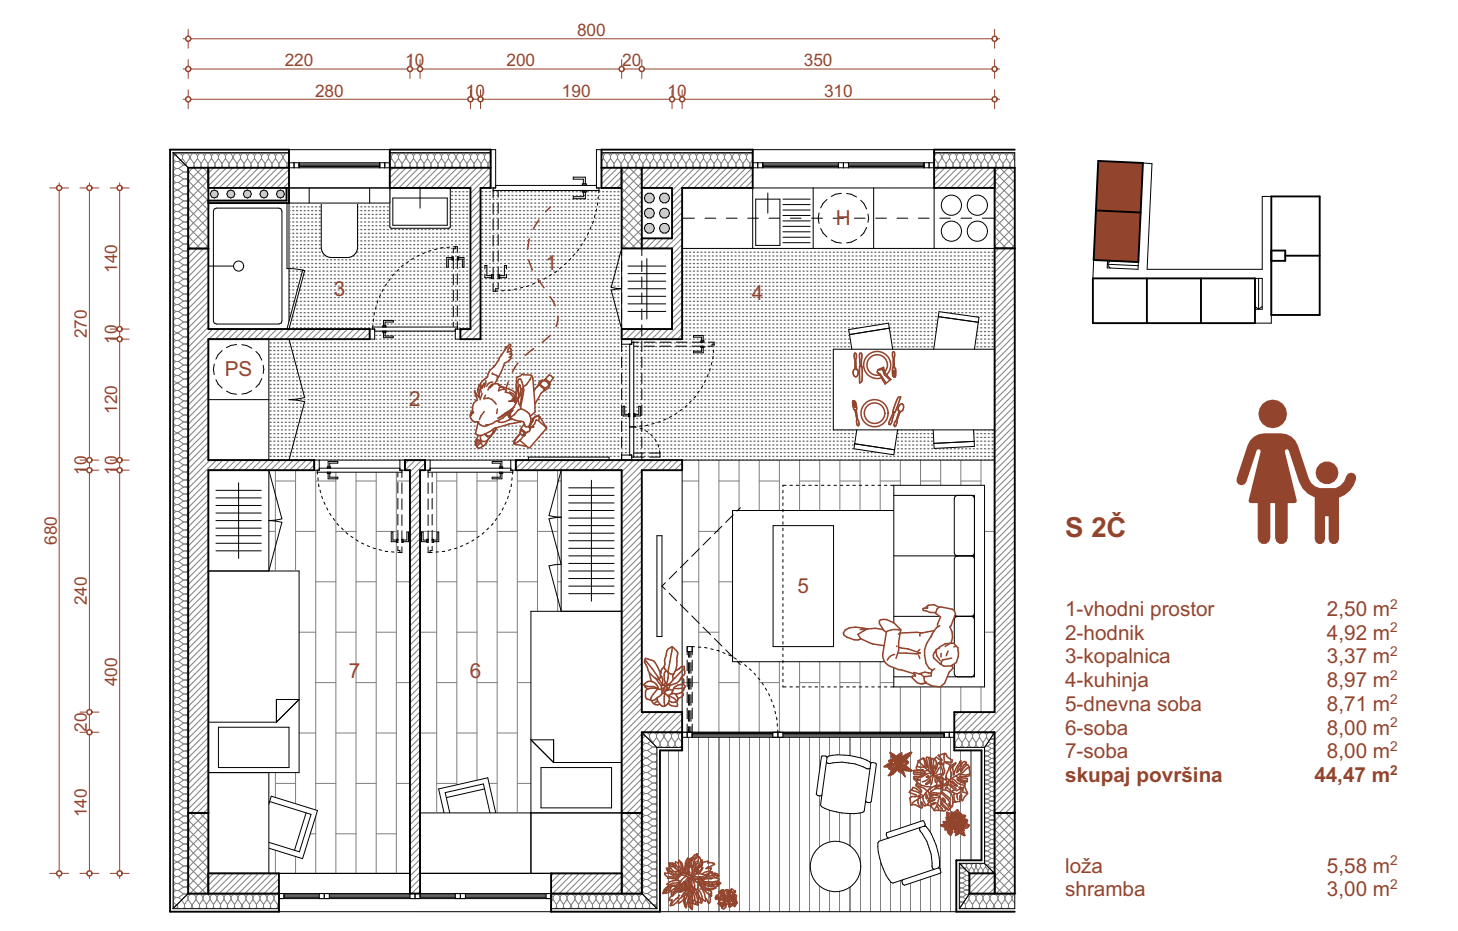 800
220 10 200 20 350
280 10 190 10 310
680
270 10 240 20 140
140 10 120 10 400
H
1
3
4
PS
2
5
7
6
S 2Č
1-vhodni prostor 2,50 m²
2-hodnik 4,92 m²
3-kopalnica 3,37 m²
4-kuhinja 8,97 m²
5-dnevna soba 8,71 m²
6-soba 8,00 m²
7-soba 8,00 m²
skupaj površina 44,47 m²
loža 5,58 m²
shramba 3,00 m²